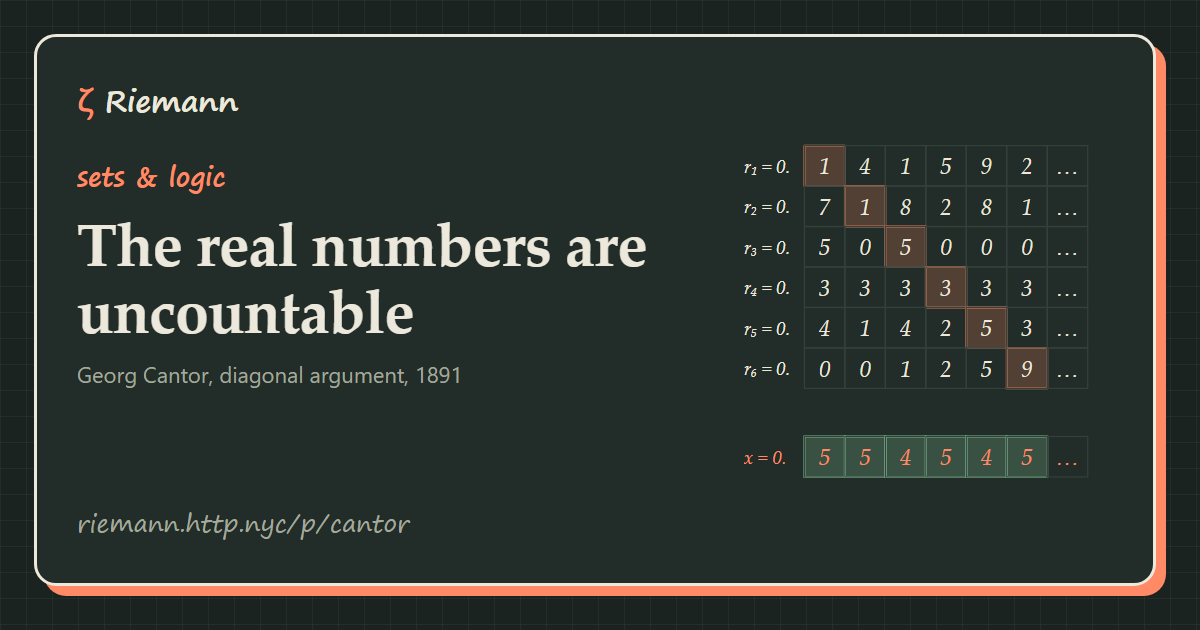 ζ Riemann
sets & logic
The real numbers are
uncountable
Georg Cantor, diagonal argument, 1891
r₁ = 0. 1 4 1 5 9 2 …
r₂ = 0. 7 1 8 2 8 1 …
r₃ = 0. 5 0 5 0 0 0 …
r₄ = 0. 3 3 3 3 3 3 …
r₅ = 0. 4 1 4 2 5 3 …
r₆ = 0. 0 0 1 2 5 9 …
x = 0. 5 5 4 5 4 5 …
riemann.http.nyc/p/cantor